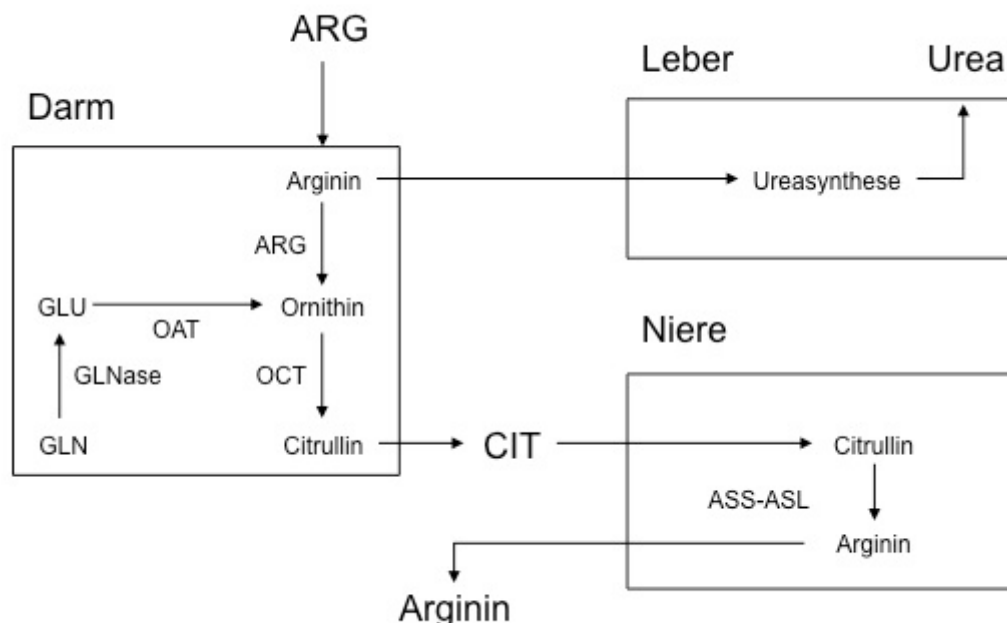 ARG
Leber
Urea
Darm
Arginin
Ureasynthese
ARG
GLU
OAT
Ornithin
Niere
GLNase
OCT
GLN
Citrullin
CIT
Citrullin
ASS-ASL
Arginin
Arginin